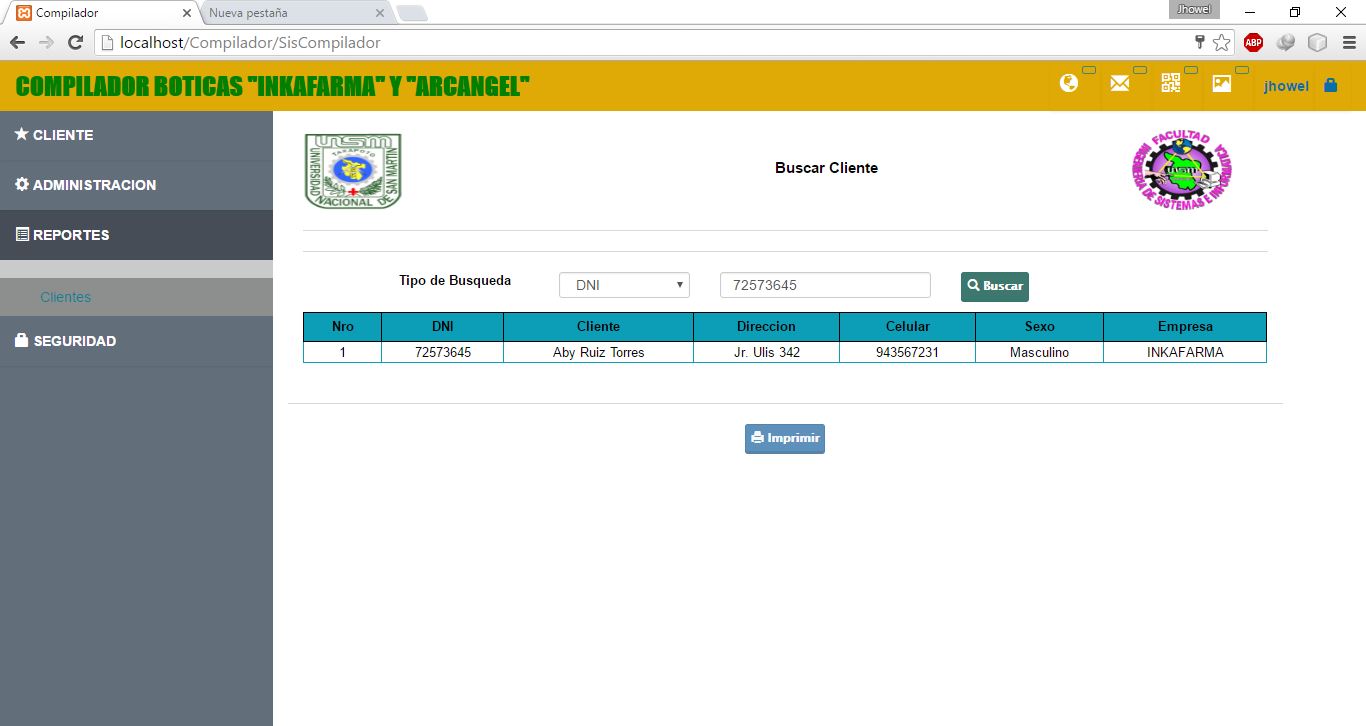 Compilador
Nueva pestaña
Jhowel
localhost/Compilador/SisCompilador
ABP
COMPILADOR BOTICAS "INKAFARMA" Y "ARCANGEL"
jhowel
CLIENTE
ADMINISTRACION
REPORTES
Clientes
SEGURIDAD
UNSM
TARAPOTO
UNIVERSIDAD NACIONAL DE SAN MARTIN
Buscar Cliente
FACULTAD
INGENIERIA DE SISTEMAS E INFORMATICA
UNSM
Tipo de Busqueda
DNI
72573645
Buscar
Nro DNI Cliente Direccion Celular Sexo Empresa
1 72573645 Aby Ruiz Torres Jr. Ulis 342 943567231 Masculino INKAFARMA
Imprimir